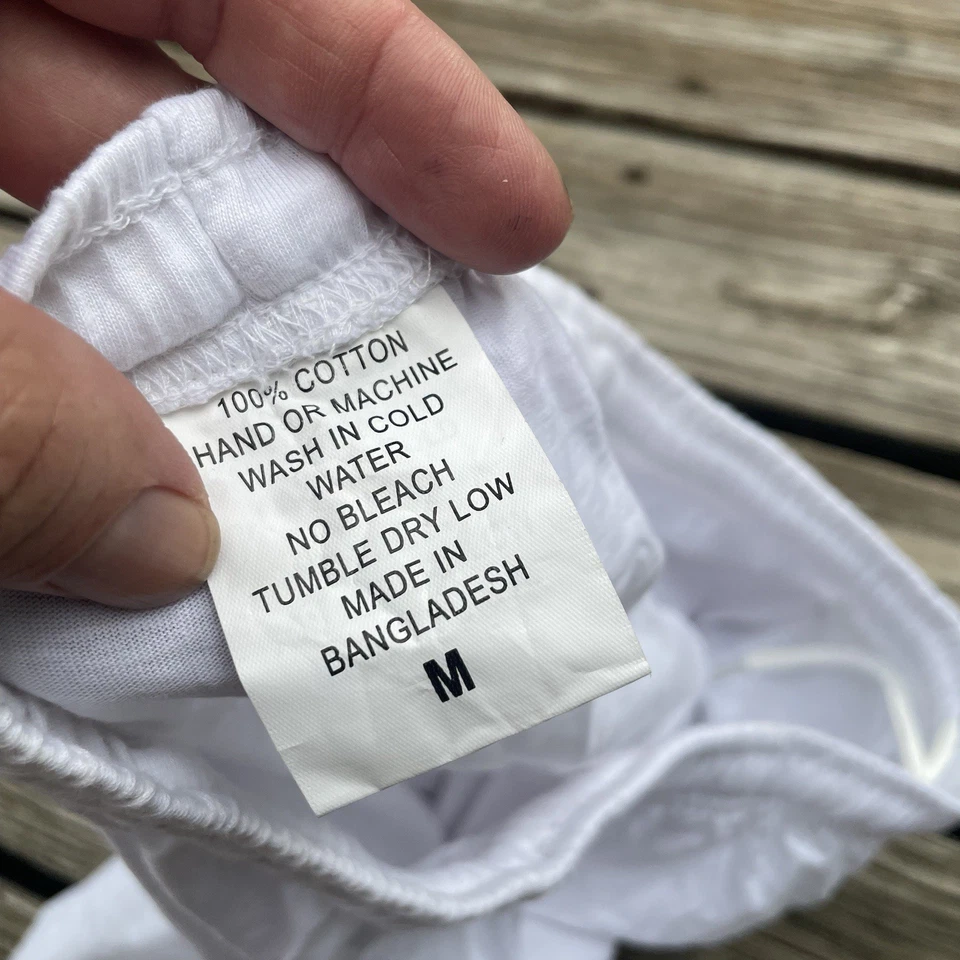 100% COTTON
HAND OR MACHINE
WASH IN COLD
WATER
NO BLEACH
TUMBLE DRY LOW
MADE IN
BANGLADESH
M